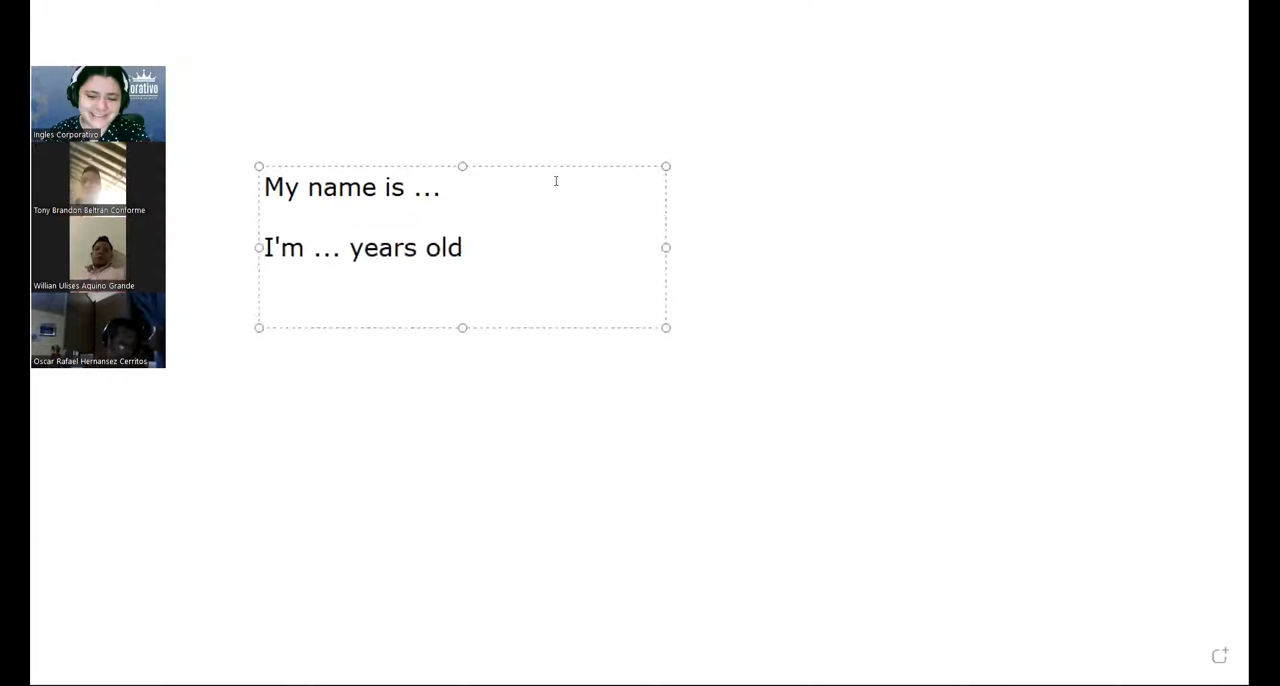 orativo
Ingles Corporativo
Tony Brandon Beltran Conforme
Willian Ulises Aquino Grande
Oscar Rafael Hernansez Cerritos
My name is ...
I'm ... years old